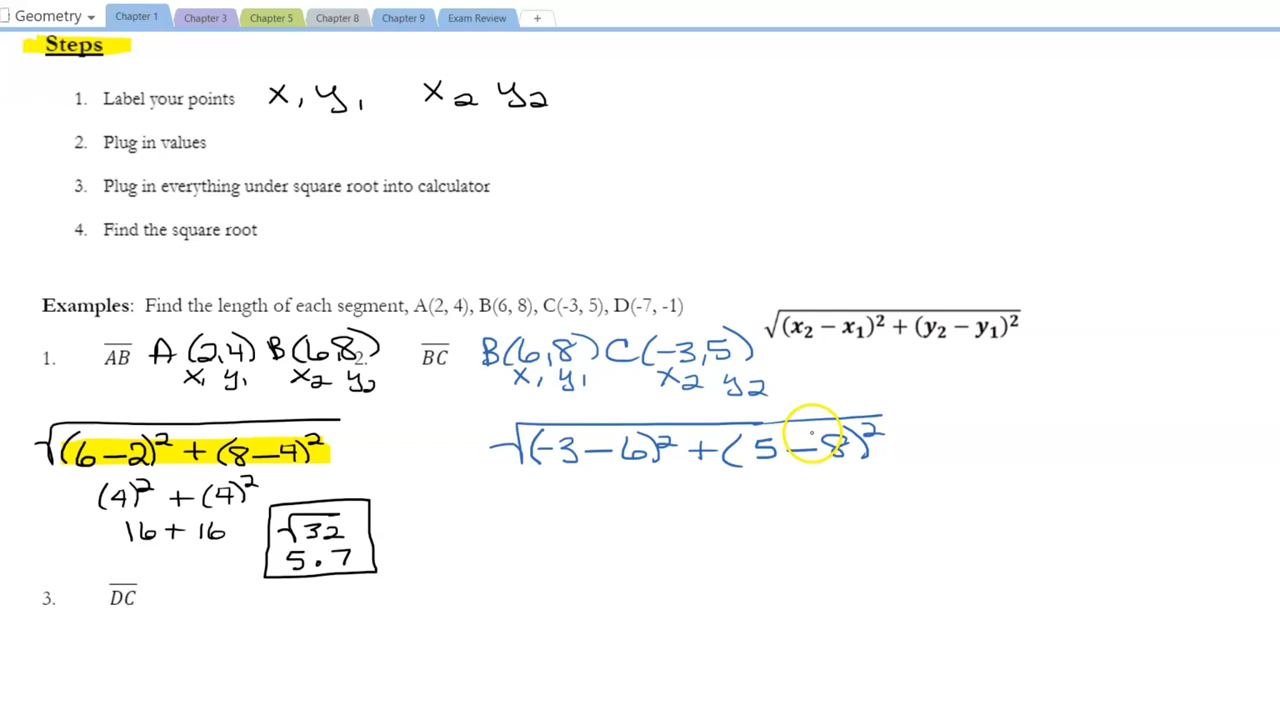 Geometry Chapter 1 Chapter 3 Chapter 5 Chapter 8 Chapter 9 Exam Review +
Steps
1. Label your points x₁ y₁ x₂ y₂
2. Plug in values
3. Plug in everything under square root into calculator
4. Find the square root
Examples: Find the length of each segment, A(2, 4), B(6, 8), C(-3, 5), D(-7, -1)
√(x₂ − x₁)² + (y₂ − y₁)²
1. AB A (2,4) B(6,8)
x₁ y₁ x₂ y₂
√(6−2)² + (8−4)²
(4)² + (4)²
16 + 16
√32
5.7
2. BC B(6,8) C(-3,5)
x₁ y₁ x₂ y₂
√(-3−6)² + (5−8)²
3. DC